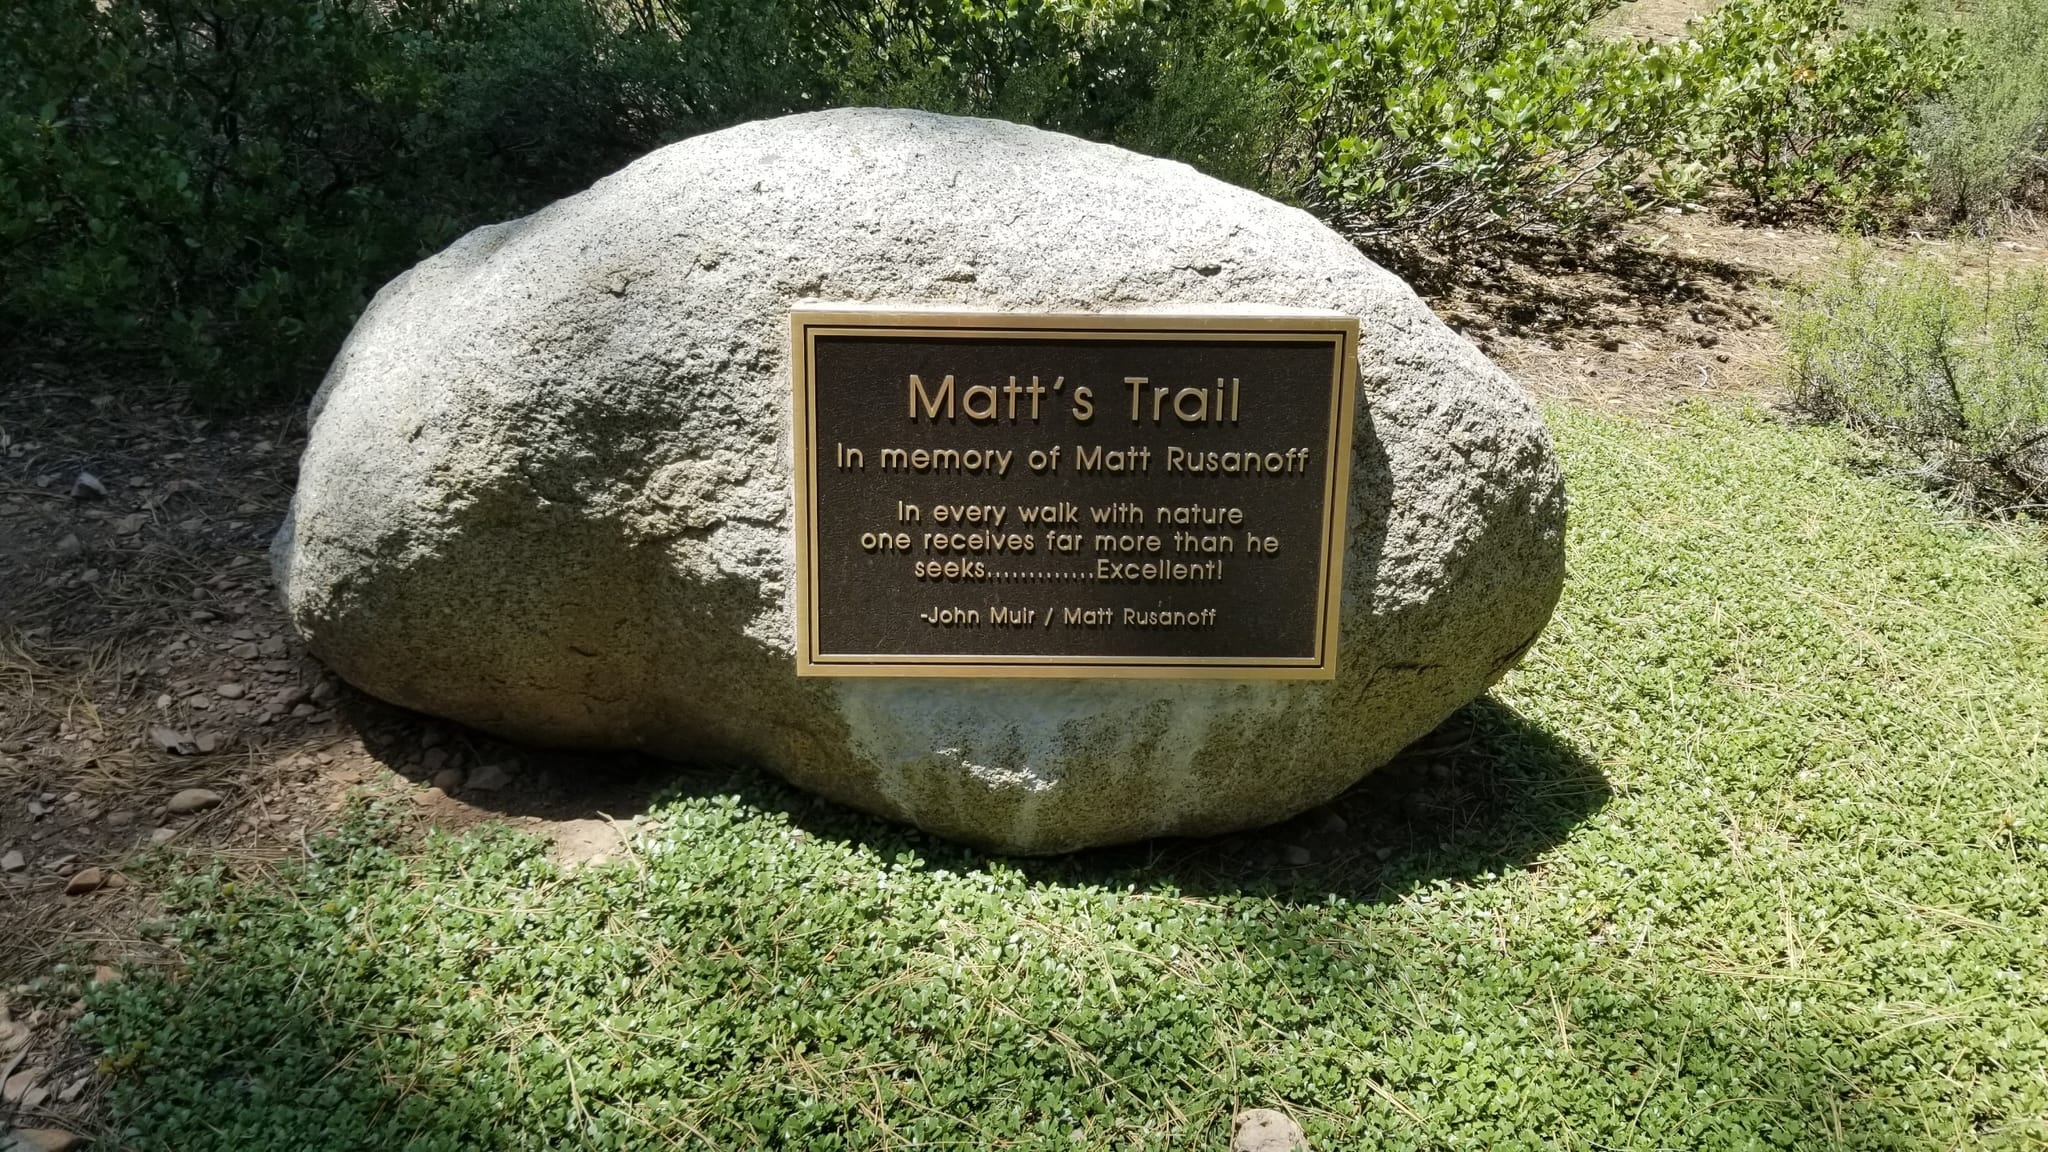 Matt's Trail
In memory of Matt Rusanoff
In every walk with nature
one receives far more than he
seeks.............Excellent!
-John Muir / Matt Rusanoff